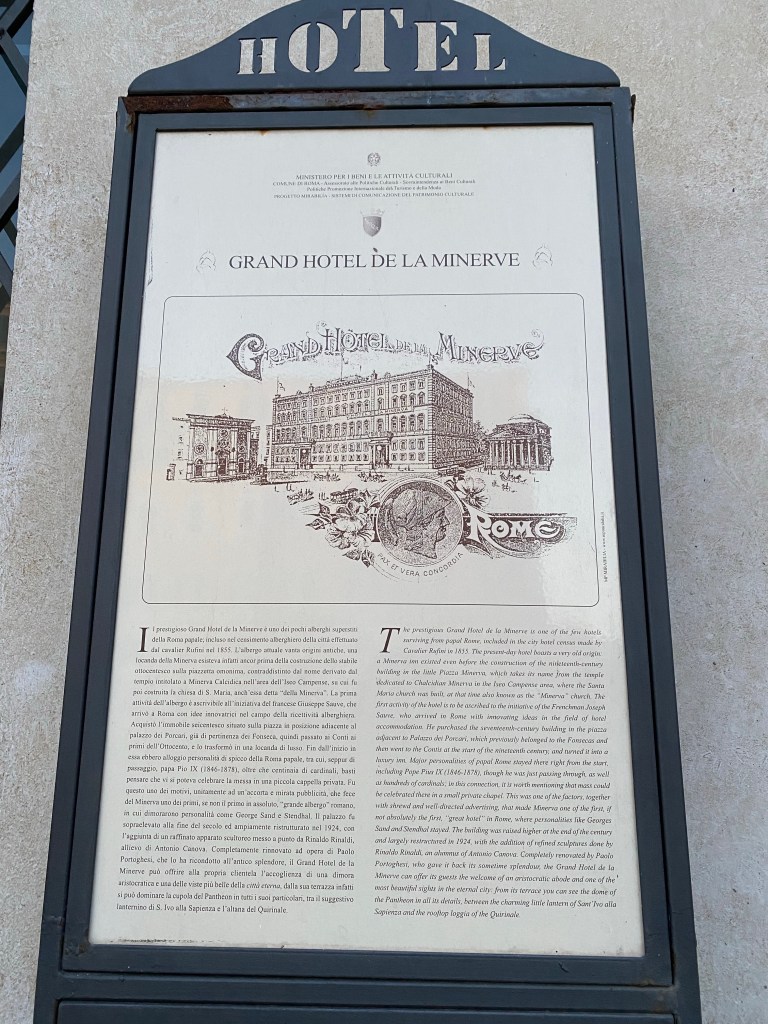 HOTEL
MINISTERO PER I BENI E LE ATTIVITÀ CULTURALI
COMUNE DI ROMA - Assessorato alle Politiche Culturali - Sovraintendenza ai Beni Culturali
Politiche Promozione Internazionale del Turismo e della Moda
PROGETTO MIRABILIA - SISTEMI DI COMUNICAZIONE DEL PATRIMONIO CULTURALE
GRAND HOTEL DE LA MINERVE
GRAND HÔTEL DE LA MINERVE
ROME
PAX ET VERA CONCORDIA
Il prestigioso Grand Hotel de la Minerve è uno dei pochi alberghi superstiti
della Roma papale; incluso nel censimento alberghiero della città effettuato
dal cavalier Rufini nel 1855. L'albergo attuale vanta origini antiche, una
locanda della Minerva esisteva infatti ancor prima della costruzione dello stabile
ottocentesco sulla piazzetta omonima, contraddistinto dal nome derivato dal
tempio intitolato a Minerva Calcidica nell'area dell'Iseo Campense, su cui fu
poi costruita la chiesa di S. Maria, anch'essa detta "della Minerva". La prima
attività dell'albergo è ascrivibile all'iniziativa del francese Giuseppe Sauve, che
arrivò a Roma con idee innovatrici nel campo della ricettività alberghiera.
Acquistò l'immobile seicentesco situato sulla piazza in posizione adiacente al
palazzo dei Porcari, già di pertinenza dei Fonseca, quindi passato ai Conti ai
primi dell'Ottocento, e lo trasformò in una locanda di lusso. Fin dall'inizio in
essa ebbero alloggio personalità di spicco della Roma papale, tra cui, seppur di
passaggio, papa Pio IX (1846-1878), oltre che centinaia di cardinali, basti
pensare che vi si poteva celebrare la messa in una piccola cappella privata. Fu
questo uno dei motivi, unitamente ad un'accorta e mirata pubblicità, che fece
del Minerva uno dei primi, se non il primo in assoluto, "grande albergo" romano,
in cui dimorarono personalità come George Sand e Stendhal. Il palazzo fu
sopraelevato alla fine del secolo ed ampiamente ristrutturato nel 1924, con
l'aggiunta di un raffinato apparato scultoreo messo a punto da Rinaldo Rinaldi,
allievo di Antonio Canova. Completamente rinnovato ad opera di Paolo
Portoghesi, che lo ha ricondotto all'antico splendore, il Grand Hotel de la
Minerve può offrire alla propria clientela l'accoglienza di una dimora
aristocratica e una delle viste più belle della città eterna, dalla sua terrazza infatti
si può dominare la cupola del Pantheon in tutti i suoi particolari, tra il suggestivo
lanternino di S. Ivo alla Sapienza e l'altana del Quirinale.
The prestigious Grand Hotel de la Minerve is one of the few hotels
surviving from papal Rome, included in the city hotel census made by
Cavalier Rufini in 1855. The present-day hotel boasts a very old origin:
a Minerva inn existed even before the construction of the nineteenth-century
building in the little Piazza Minerva, which takes its name from the temple
dedicated to Chalcidian Minerva in the Iseo Campense area, where the Santa
Maria church was built, at that time also known as the "Minerva" church. The
first activity of the hotel is to be ascribed to the initiative of the Frenchman Joseph
Sauve, who arrived in Rome with innovating ideas in the field of hotel
accommodation. He purchased the seventeenth-century building in the piazza
adjacent to Palazzo dei Porcari, which previously belonged to the Fonsecas and
then went to the Contis at the start of the nineteenth century, and turned it into a
luxury inn. Major personalities of papal Rome stayed there right from the start,
including Pope Pius IX (1846-1878), though he was just passing through, as well
as hundreds of cardinals; in this connection, it is worth mentioning that mass could
be celebrated there in a small private chapel. This was one of the factors, together
with shrewd and well-directed advertising, that made Minerva one of the first, if
not absolutely the first, "great hotel" in Rome, where personalities like Georges
Sand and Stendhal stayed. The building was raised higher at the end of the century
and largely restructured in 1924, with the addition of refined sculptures done by
Rinaldo Rinaldi, an alumnus of Antonio Canova. Completely renovated by Paolo
Portoghesi, who gave it back its sometime splendour, the Grand Hotel de la
Minerve can offer its guests the welcome of an aristocratic abode and one of the
most beautiful sights in the eternal city: from its terrace you can see the dome of
the Pantheon in all its details, between the charming little lantern of Sant'Ivo alla
Sapienza and the rooftop loggia of the Quirinale.